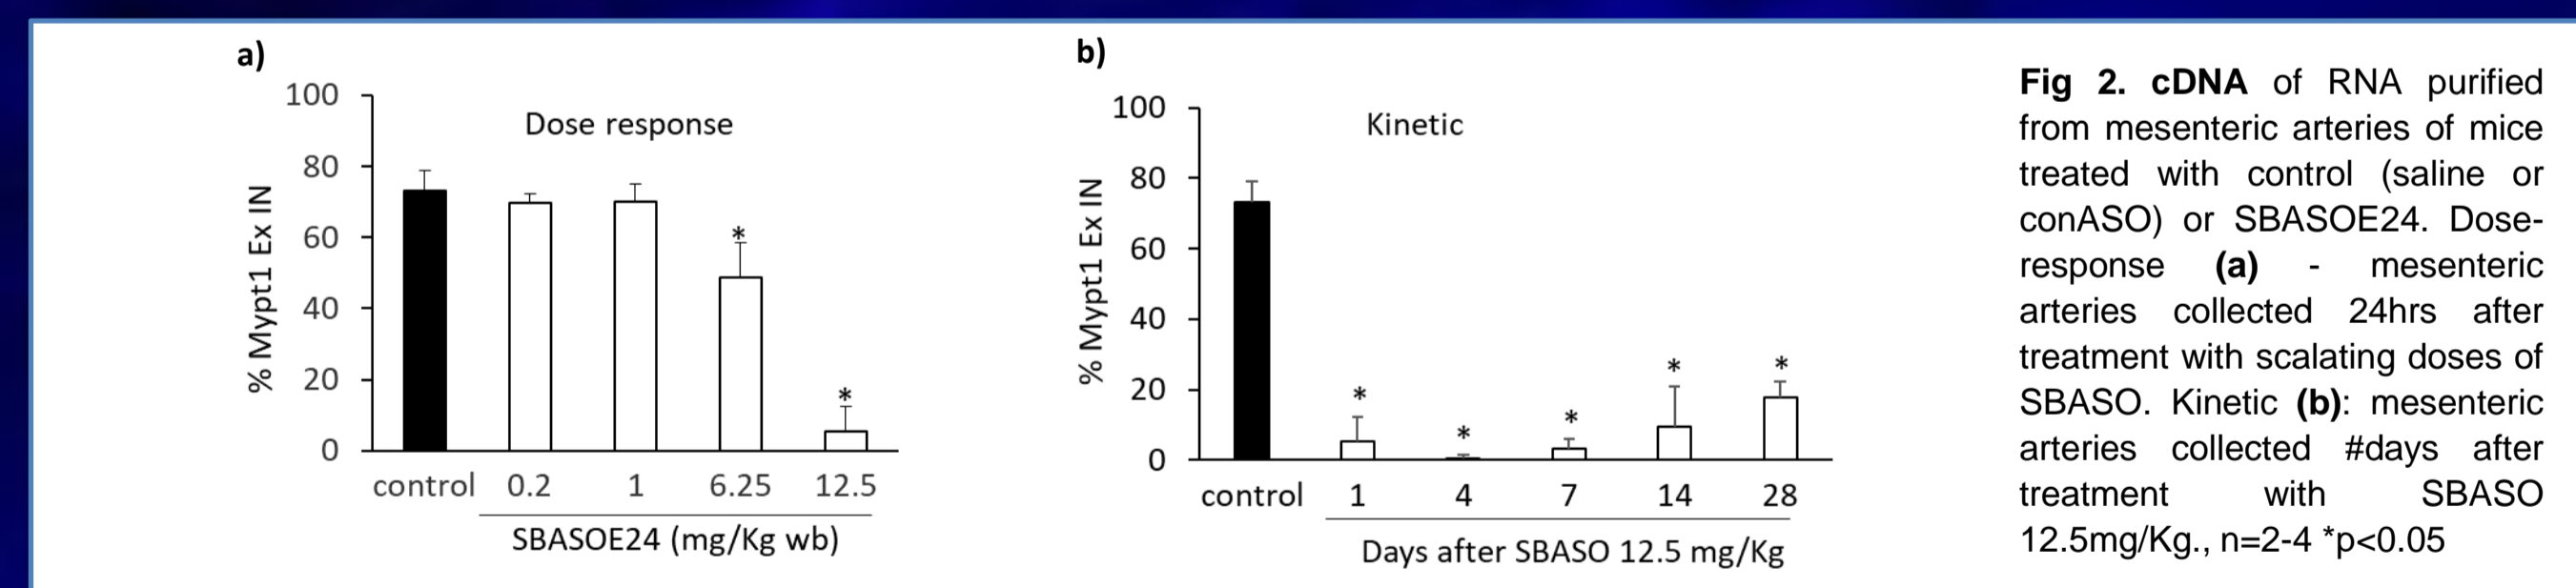 a)
Dose response
% Mypt1 Ex IN
100
80
60
40
20
0
*
*
control 0.2 1 6.25 12.5
SBASOE24 (mg/Kg wb)
b)
Kinetic
% Mypt1 Ex IN
100
80
60
40
20
0
*
*
*
*
*
control 1 4 7 14 28
Days after SBASO 12.5 mg/Kg
Fig 2. cDNA of RNA purified
from mesenteric arteries of mice
treated with control (saline or
conASO) or SBASOE24. Dose-
response (a) - mesenteric
arteries collected 24hrs after
treatment with scalating doses of
SBASO. Kinetic (b): mesenteric
arteries collected #days after
treatment with SBASO
12.5mg/Kg., n=2-4 *p<0.05